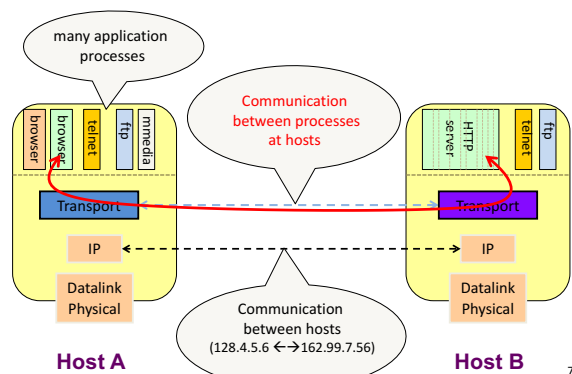 many application
processes
browser
browser
telnet
ftp
mmedia
Communication
between processes
at hosts
HTTP
server
telnet
ftp
Transport
Transport
IP
IP
Datalink
Physical
Communication
between hosts
(128.4.5.6 ←→162.99.7.56)
Datalink
Physical
Host A
Host B
7